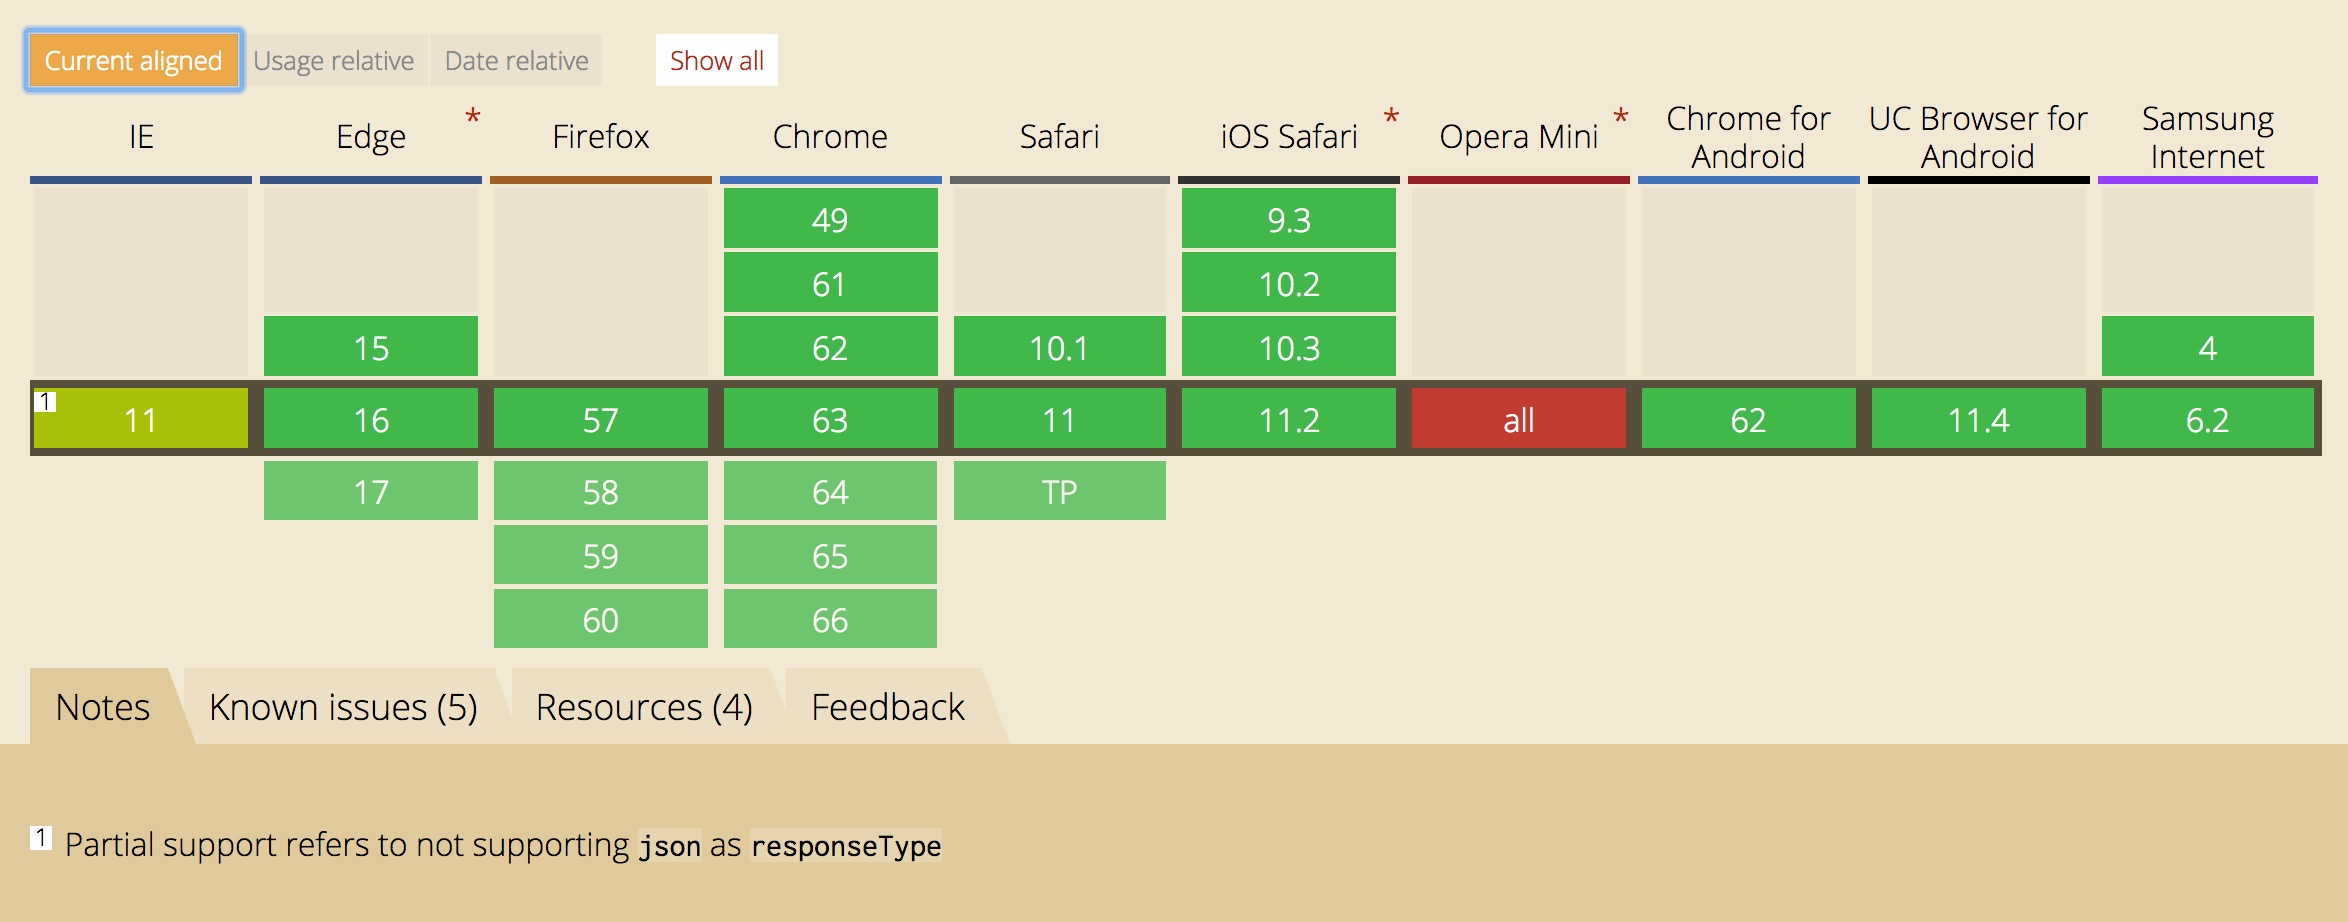 Current aligned Usage relative Date relative Show all
IE Edge * Firefox Chrome Safari iOS Safari * Opera Mini * Chrome for Android UC Browser for Android Samsung Internet
49 9.3
61 10.2
15 62 10.1 10.3 4
1 11 16 57 63 11 11.2 all 62 11.4 6.2
17 58 64 TP
59 65
60 66
Notes Known issues (5) Resources (4) Feedback
1 Partial support refers to not supporting json as responseType